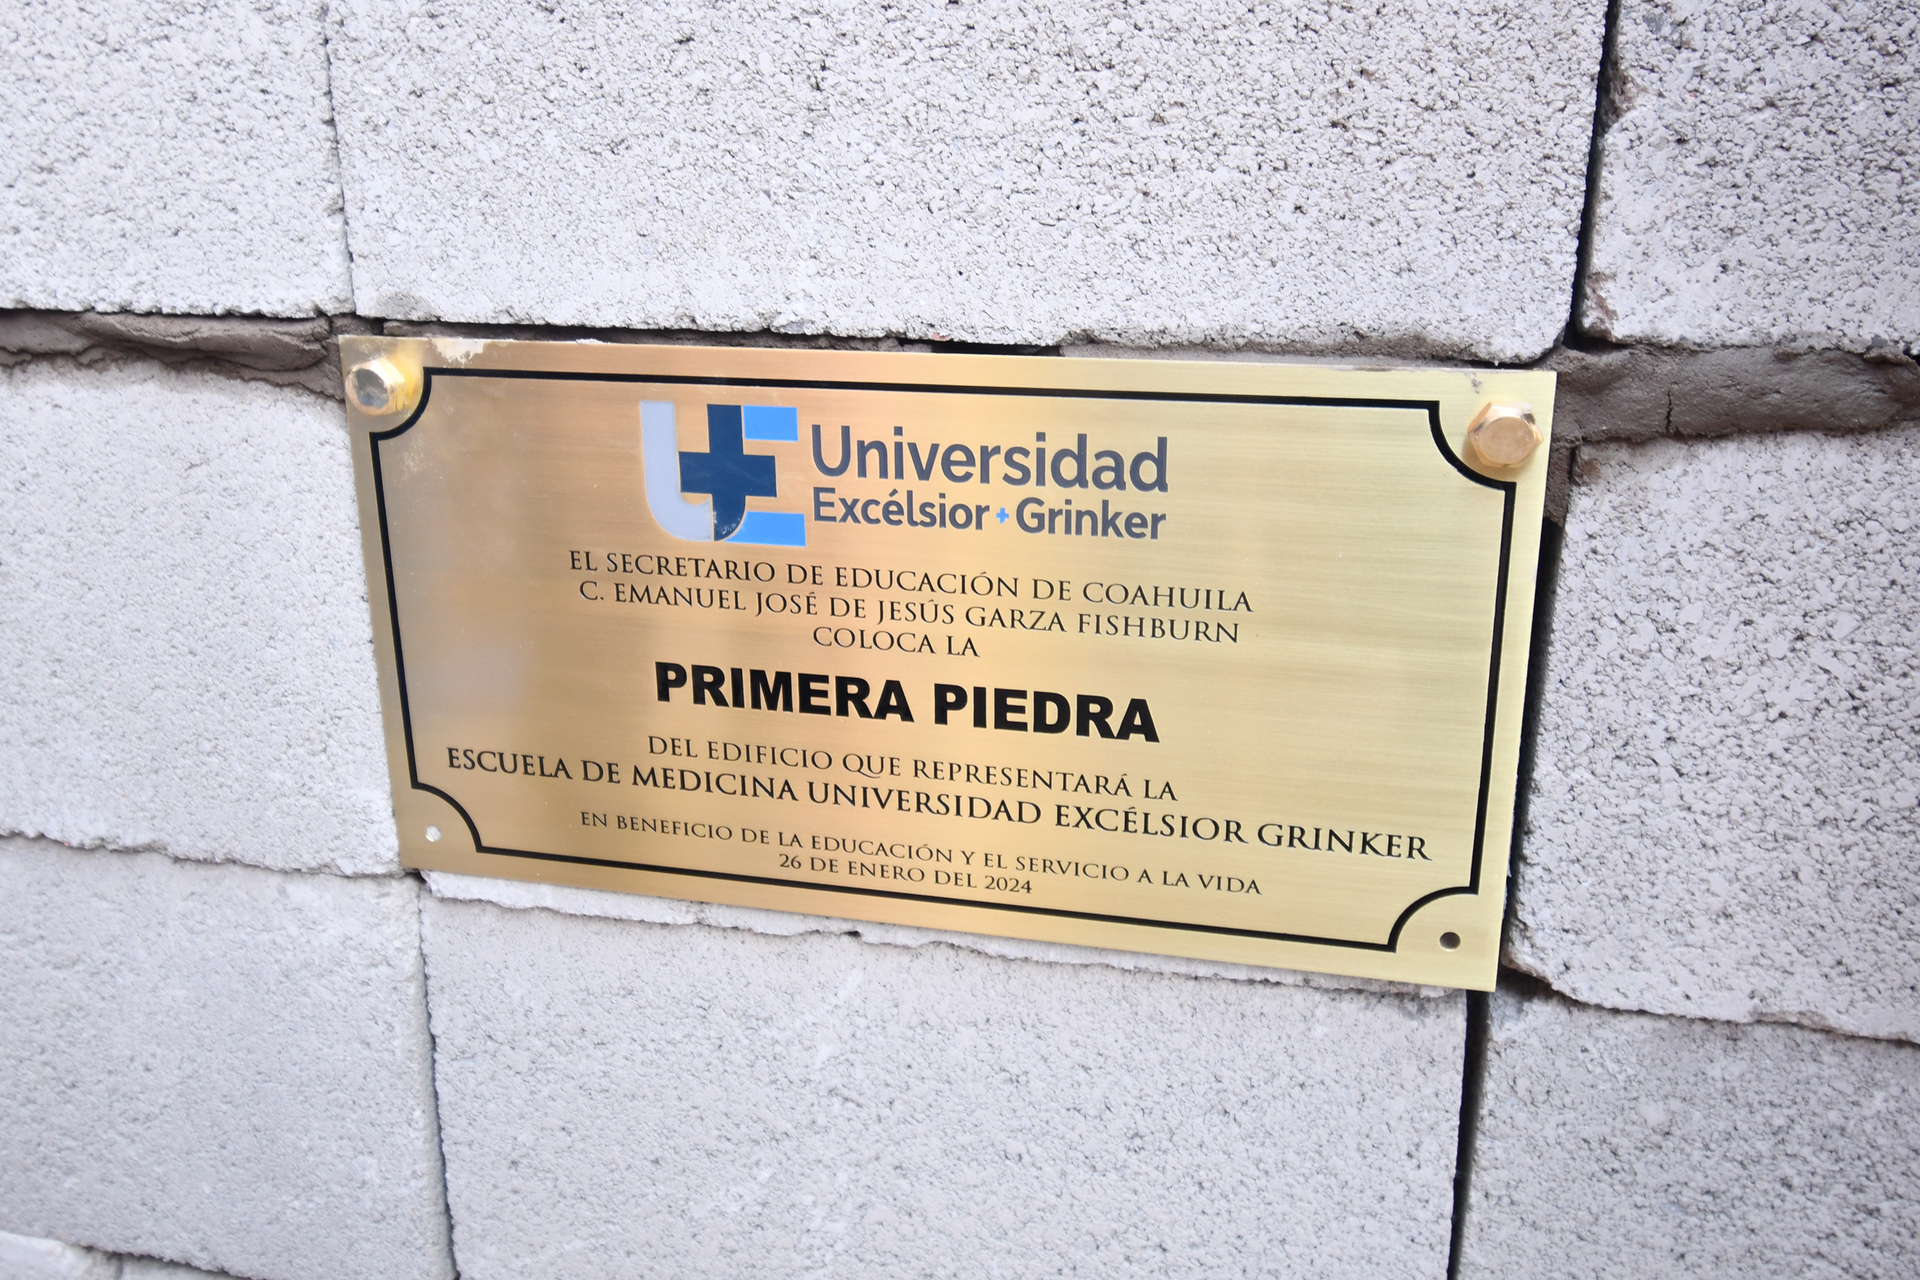 UE Universidad
Excélsior + Grinker
EL SECRETARIO DE EDUCACIÓN DE COAHUILA
C. EMANUEL JOSÉ DE JESÚS GARZA FISHBURN
COLOCA LA
PRIMERA PIEDRA
DEL EDIFICIO QUE REPRESENTARÁ LA
ESCUELA DE MEDICINA UNIVERSIDAD EXCÉLSIOR GRINKER
EN BENEFICIO DE LA EDUCACIÓN Y EL SERVICIO A LA VIDA
26 DE ENERO DEL 2024